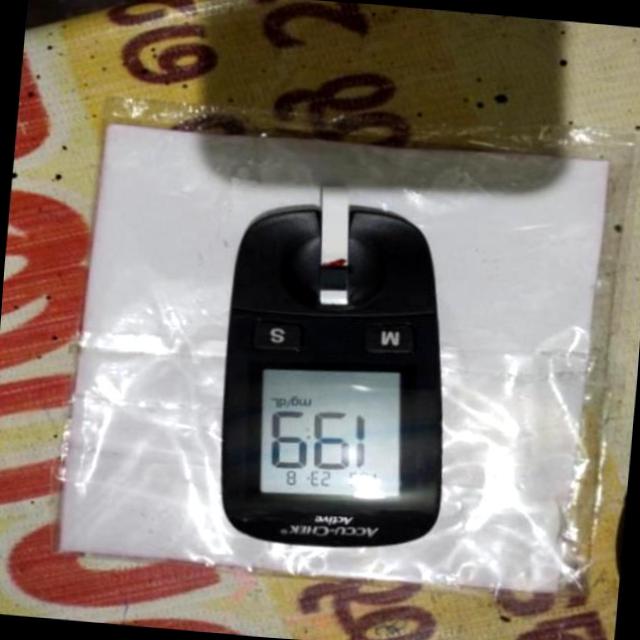 ACCU-CHEK®
Active
23- 8
199
mg/dL
M
S